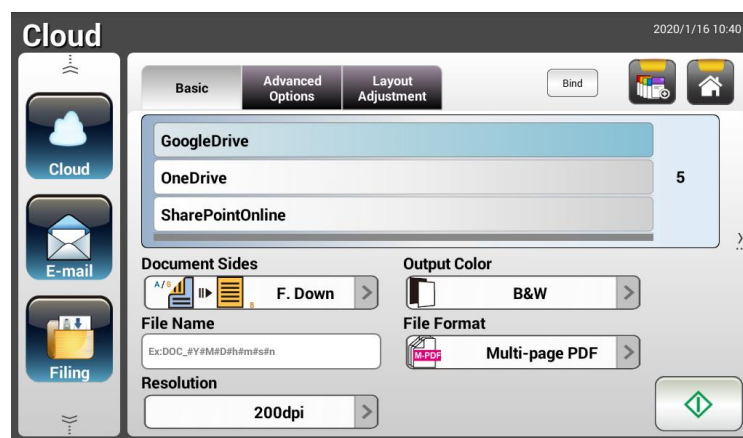 Cloud
2020/1/16 10:40
Basic
Advanced
Options
Layout
Adjustment
Bind
Cloud
GoogleDrive
OneDrive
SharePointOnline
5
E-mail
Document Sides
Output Color
A/B
B
F. Down
B&W
File Name
File Format
Ex:DOC_#Y#M#D#h#m#s#n
M-PDF
Multi-page PDF
Filing
Resolution
200dpi